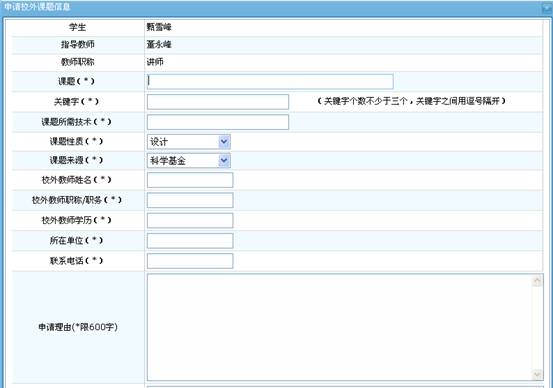 申请校外课题信息
学生 甄雪峰
指导教师 董永峰
教师职称 讲师
课题(*)
关键字(*) (关键字个数不少于三个,关键字之间用逗号隔开)
课题所需技术(*)
课题性质(*) 设计
课题来源(*) 科学基金
校外教师姓名(*)
校外教师职称/职务(*)
校外教师学历(*)
所在单位(*)
联系电话(*)
申请理由(*限600字)